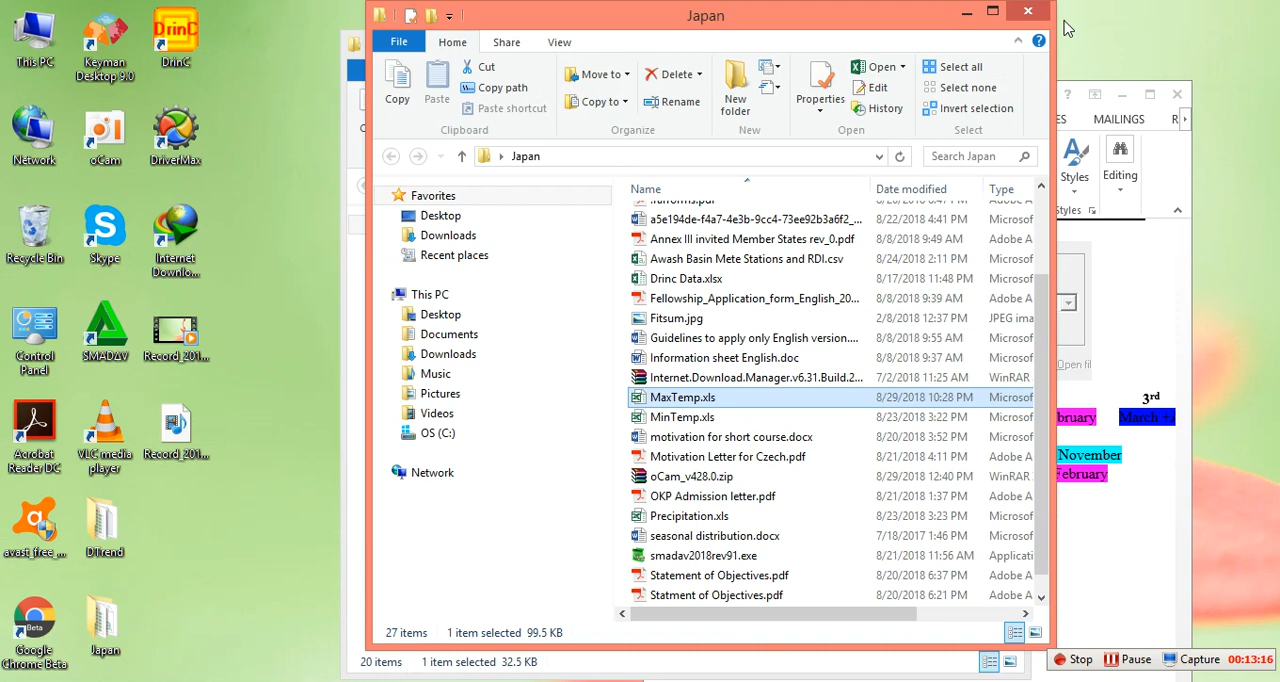 This PC
Keyman
Desktop 9.0
DrinC
DrinC
Network
oCam
DriverMax
Recycle Bin
Skype
Internet
Downlo...
Control
Panel
SMADAV
Record_201...
Acrobat
Reader DC
VLC media
player
Record_201...
avast_free_...
DTrend
Google
Chrome Beta
Japan
Japan
File
Home
Share
View
Copy
Paste
Cut
Copy path
Paste shortcut
Clipboard
Move to
Copy to
Delete
Rename
Organize
New
folder
New
Properties
Open
Edit
History
Open
Select all
Select none
Invert selection
Select
Japan
Search Japan
Favorites
Desktop
Downloads
Recent places
This PC
Desktop
Documents
Downloads
Music
Pictures
Videos
OS (C:)
Network
Name Date modified Type
a5e194de-f4a7-4e3b-9cc4-73ee92b3a6f2_... 8/22/2018 4:41 PM Microsof
Annex III invited Member States rev_0.pdf 8/8/2018 9:49 AM Adobe A
Awash Basin Mete Stations and RDI.csv 8/24/2018 2:11 PM Microsof
Drinc Data.xlsx 8/17/2018 11:48 PM Microsof
Fellowship_Application_form_English_20... 8/8/2018 9:39 AM Microsof
Fitsum.jpg 8/2/2018 12:37 PM JPEG ima
Guidelines to apply only English version.... 8/8/2018 9:55 AM Microsof
Information sheet English.doc 8/8/2018 9:37 AM Microsof
Internet.Download.Manager.v6.31.Build.2... 7/2/2018 11:25 AM WinRAR
MaxTemp.xls 8/29/2018 10:28 PM Microsof
MinTemp.xls 8/23/2018 3:22 PM Microsof
motivation for short course.docx 8/20/2018 3:52 PM Microsof
Motivation Letter for Czech.pdf 8/21/2018 4:11 PM Adobe A
oCam_v428.0.zip 8/29/2018 12:40 PM WinRAR
OKP Admission letter.pdf 8/21/2018 1:37 PM Adobe A
Precipitation.xls 8/23/2018 3:23 PM Microsof
seasonal distribution.docx 7/18/2017 1:46 PM Microsof
smadav2018rev91.exe 8/21/2018 11:56 AM Applicati
Statement of Objectives.pdf 8/20/2018 6:37 PM Adobe A
Statment of Objectives.pdf 8/20/2018 6:21 PM Adobe A
27 items 1 item selected 99.5 KB
20 items 1 item selected 32.5 KB
ES MAILINGS R
Styles
Editing
Styles
Open fil
3rd
bruary March +A
November
February
Stop Pause Capture 00:13:16